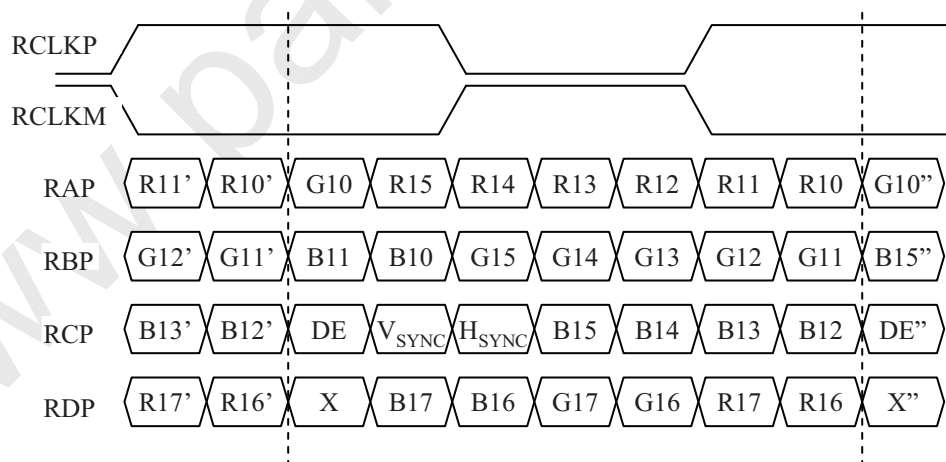 RCLKP
RCLKM
RAP R11’ R10’ G10 R15 R14 R13 R12 R11 R10 G10”
RBP G12’ G11’ B11 B10 G15 G14 G13 G12 G11 B15”
RCP B13’ B12’ DE VSYNC HSYNC B15 B14 B13 B12 DE”
RDP R17’ R16’ X B17 B16 G17 G16 R17 R16 X”